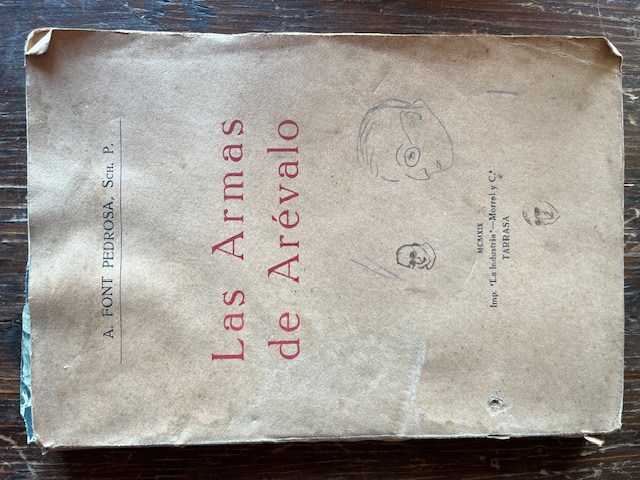 A. FONT PEDROSA, SCH. P.
Las Armas
de Arévalo
MCMXIX
Imp. "La Industria"—Morral y C.ª
TARRASA